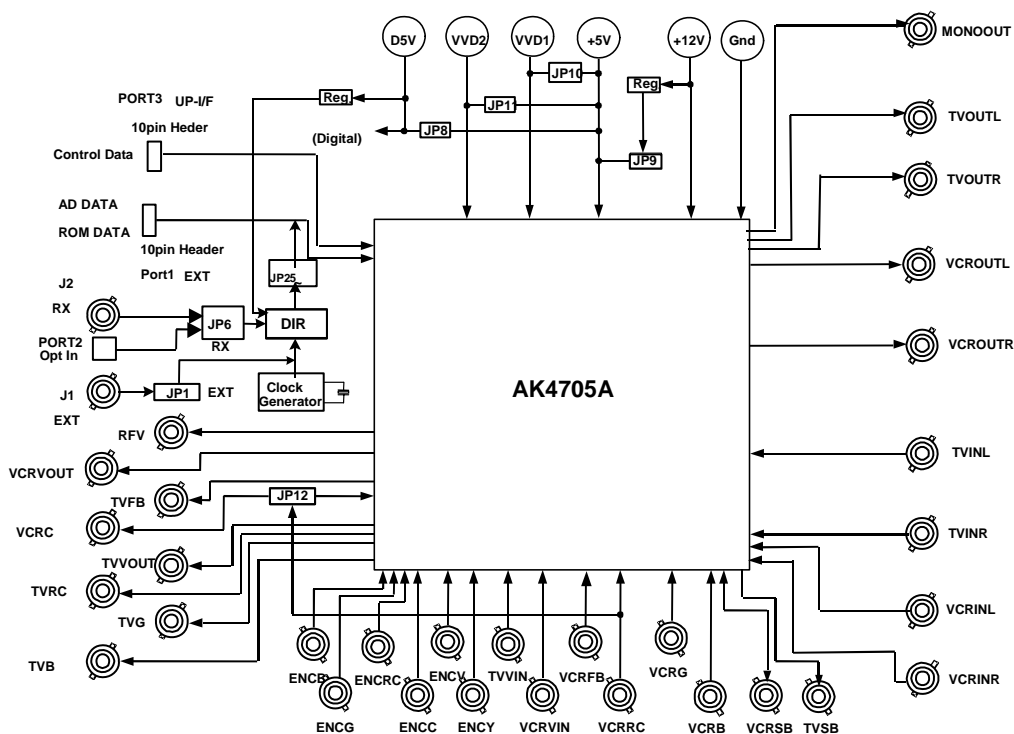 D5V
VVD2
VVD1
+5V
+12V
Gnd
MONOOUT
JP10
Reg
Reg
PORT3 UP-I/F
JP11
10pin Heder
(Digital)
JP8
TVOUTL
Control Data
JP9
TVOUTR
AD DATA
ROM DATA
10pin Header
Port1 EXT
JP25~
VCROUTL
J2
RX
JP6
DIR
PORT2
Opt In
RX
VCROUTR
JP1
EXT
Clock
Generator
AK4705A
J1
EXT
RFV
TVINL
VCRVOUT
TVFB
JP12
VCRC
TVINR
TVVOUT
TVRC
VCRINL
TVG
TVB
ENCB
ENCRC
ENCV
TVVIN
VCRFB
VCRG
VCRINR
ENCG
ENCC
ENCY
VCRVIN
VCRRC
VCRB
VCRSB
TVSB